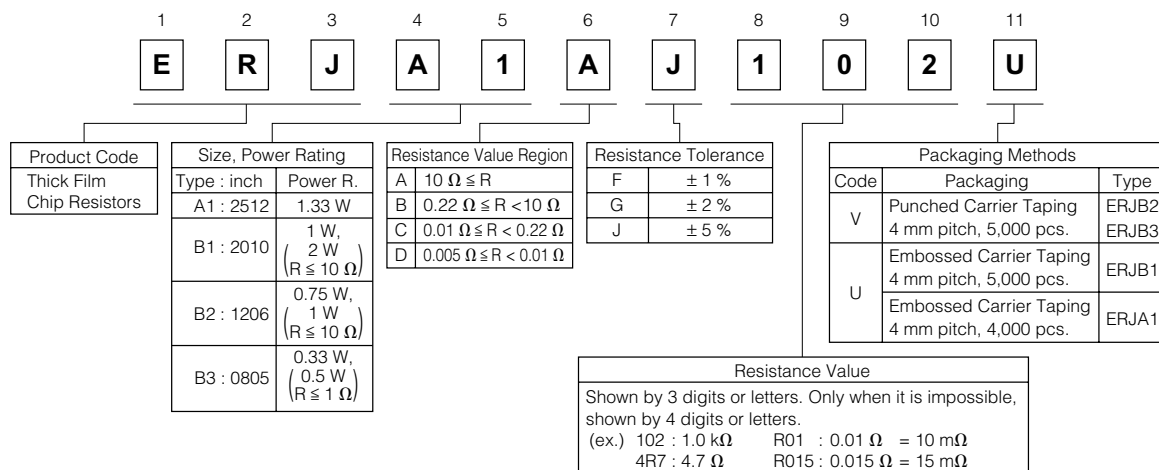 1 2 3 4 5 6 7 8 9 10 11
E R J A 1 A J 1 0 2 U
Product Code
Thick Film
Chip Resistors
Size, Power Rating
Type : inch Power R.
A1 : 2512 1.33 W
B1 : 2010 1 W,
( 2 W
R ≦ 10 Ω )
B2 : 1206 0.75 W,
( 1 W
R ≦ 10 Ω )
B3 : 0805 0.33 W,
( 0.5 W
R ≦ 1 Ω )
Resistance Value Region
A 10 Ω ≦ R
B 0.22 Ω ≦ R <10 Ω
C 0.01 Ω ≦ R < 0.22 Ω
D 0.005 Ω ≦ R < 0.01 Ω
Resistance Tolerance
F ± 1 %
G ± 2 %
J ± 5 %
Packaging Methods
Code Packaging Type
V Punched Carrier Taping ERJB2
4 mm pitch, 5,000 pcs. ERJB3
U Embossed Carrier Taping ERJB1
4 mm pitch, 5,000 pcs.
Embossed Carrier Taping ERJA1
4 mm pitch, 4,000 pcs.
Resistance Value
Shown by 3 digits or letters. Only when it is impossible,
shown by 4 digits or letters.
(ex.) 102 : 1.0 kΩ R01 : 0.01 Ω = 10 mΩ
4R7 : 4.7 Ω R015 : 0.015 Ω = 15 mΩ